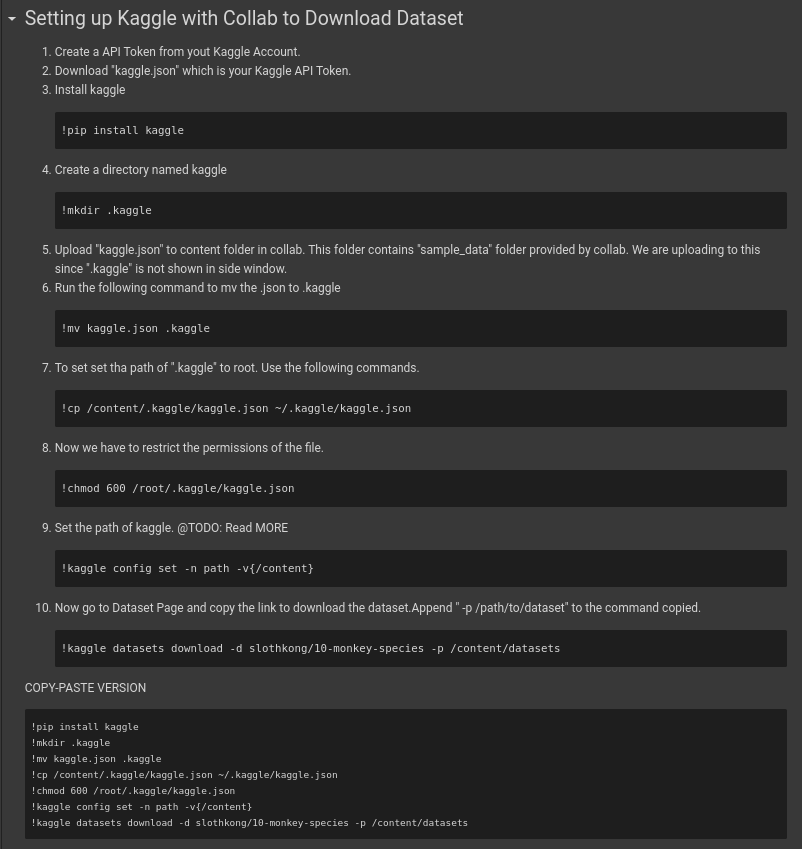 Setting up Kaggle with Collab to Download Dataset
1. Create a API Token from yout Kaggle Account.
2. Download "kaggle.json" which is your Kaggle API Token.
3. Install kaggle
!pip install kaggle
4. Create a directory named kaggle
!mkdir .kaggle
5. Upload "kaggle.json" to content folder in collab. This folder contains "sample_data" folder provided by collab. We are uploading to this
since ".kaggle" is not shown in side window.
6. Run the following command to mv the .json to .kaggle
!mv kaggle.json .kaggle
7. To set set tha path of ".kaggle" to root. Use the following commands.
!cp /content/.kaggle/kaggle.json ~/.kaggle/kaggle.json
8. Now we have to restrict the permissions of the file.
!chmod 600 /root/.kaggle/kaggle.json
9. Set the path of kaggle. @TODO: Read MORE
!kaggle config set -n path -v{/content}
10. Now go to Dataset Page and copy the link to download the dataset.Append " -p /path/to/dataset" to the command copied.
!kaggle datasets download -d slothkong/10-monkey-species -p /content/datasets
COPY-PASTE VERSION
!pip install kaggle
!mkdir .kaggle
!mv kaggle.json .kaggle
!cp /content/.kaggle/kaggle.json ~/.kaggle/kaggle.json
!chmod 600 /root/.kaggle/kaggle.json
!kaggle config set -n path -v{/content}
!kaggle datasets download -d slothkong/10-monkey-species -p /content/datasets